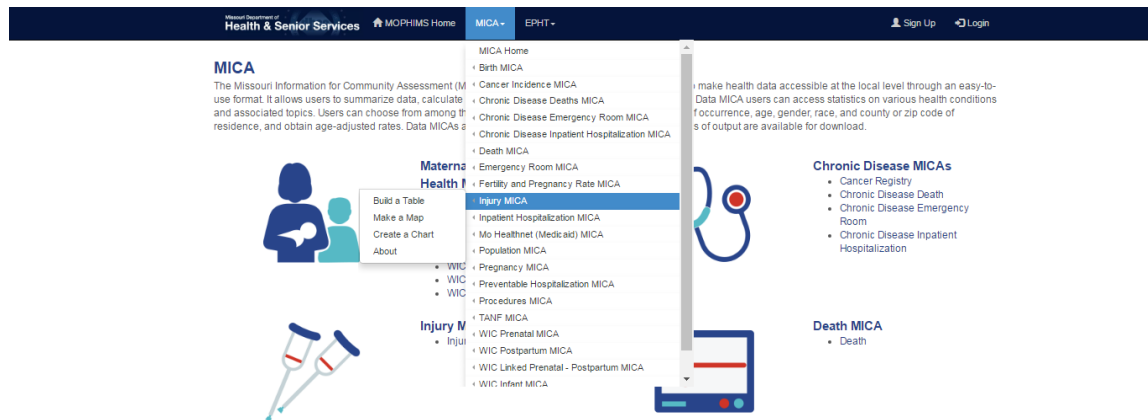 Missouri Department of
Health & Senior Services
MOPHIMS Home
MICA
EPHT
Sign Up
Login
MICA
The Missouri Information for Community Assessment (M
use format. It allows users to summarize data, calculate
and associated topics. Users can choose from among th
residence, and obtain age-adjusted rates. Data MICAs a
make health data accessible at the local level through an easy-to-
Data MICA users can access statistics on various health conditions
f occurrence, age, gender, race, and county or zip code of
s of output are available for download.
MICA Home
Birth MICA
Cancer Incidence MICA
Chronic Disease Deaths MICA
Chronic Disease Emergency Room MICA
Chronic Disease Inpatient Hospitalization MICA
Death MICA
Emergency Room MICA
Fertility and Pregnancy Rate MICA
Injury MICA
Inpatient Hospitalization MICA
Mo Healthnet (Medicaid) MICA
Population MICA
Pregnancy MICA
Preventable Hospitalization MICA
Procedures MICA
TANF MICA
WIC Prenatal MICA
WIC Postpartum MICA
WIC Linked Prenatal - Postpartum MICA
WIC Infant MICA
Build a Table
Make a Map
Create a Chart
About
Materna
Health M
• WIC
• WIC
• WIC
Chronic Disease MICAs
• Cancer Registry
• Chronic Disease Death
• Chronic Disease Emergency
Room
• Chronic Disease Inpatient
Hospitalization
Injury M
• Inju
Death MICA
• Death